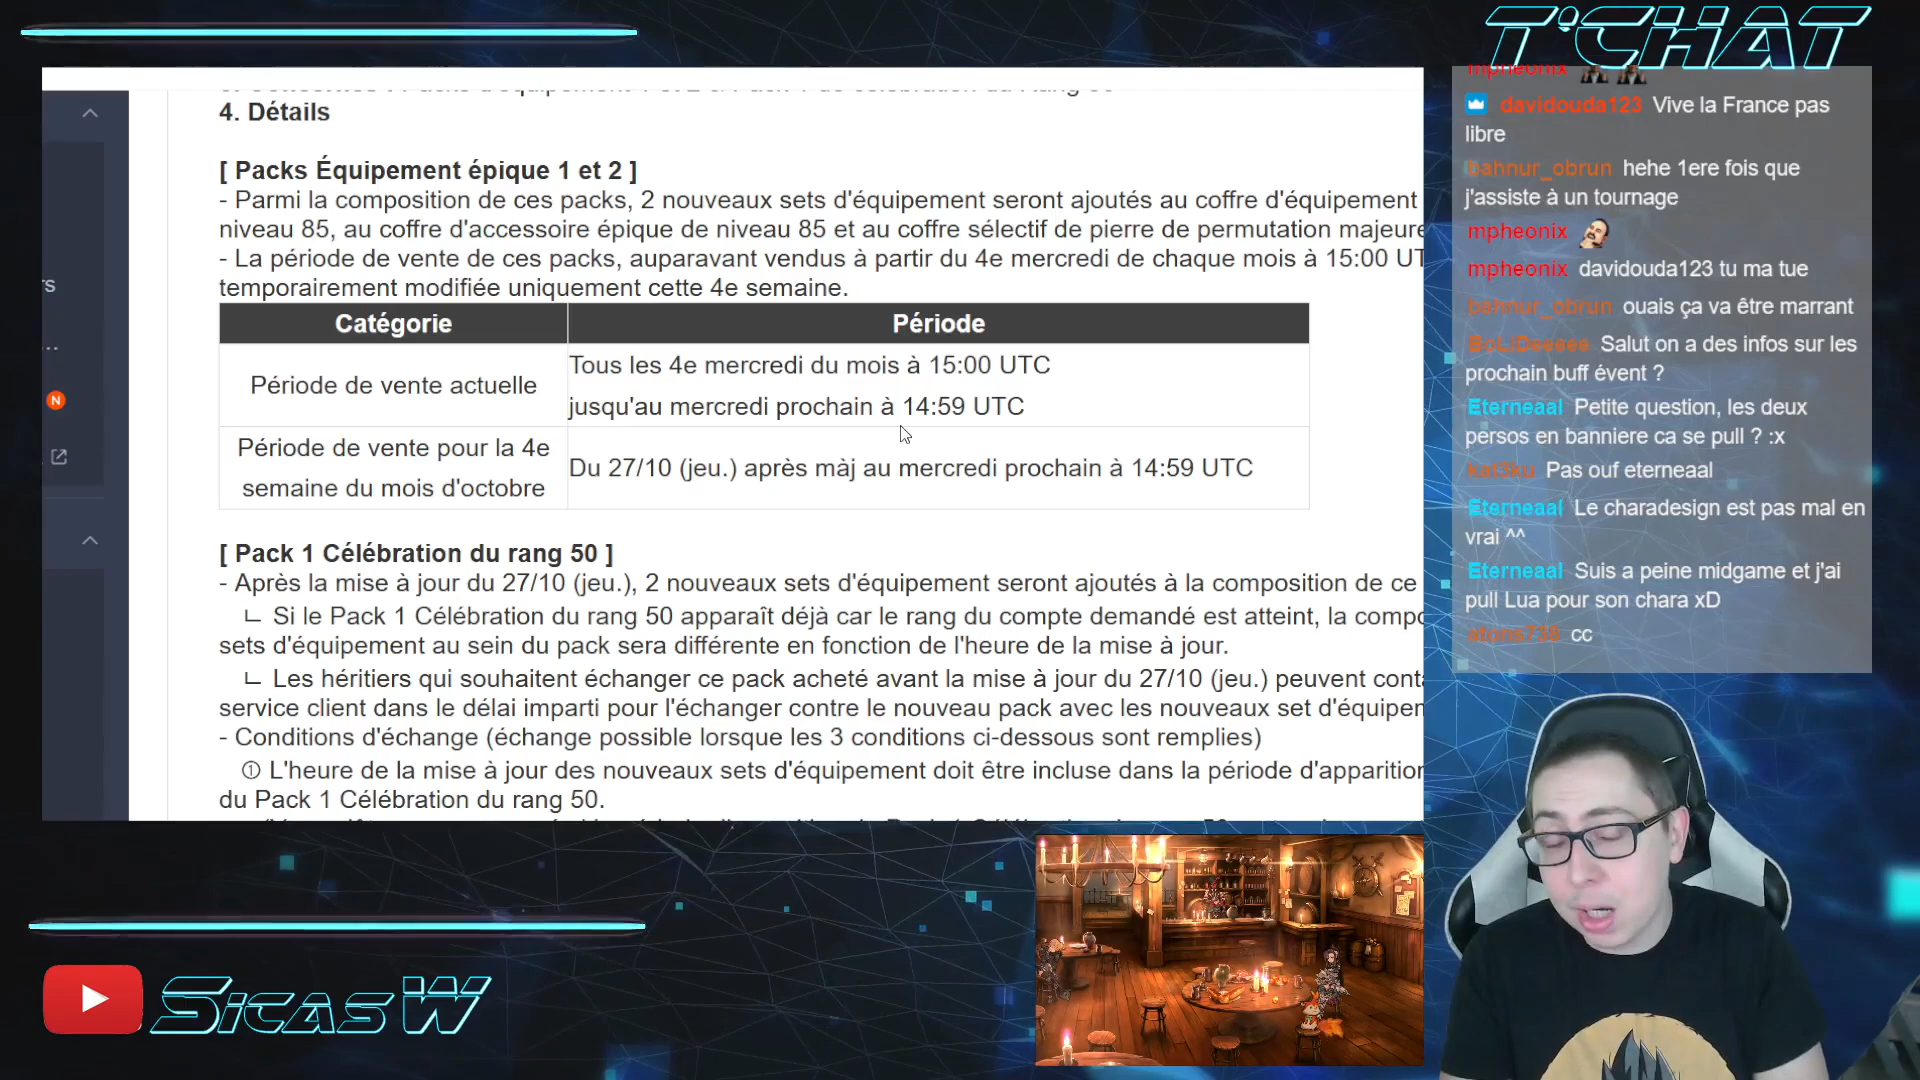 T'CHAT
4. Détails
[ Packs Équipement épique 1 et 2 ]
- Parmi la composition de ces packs, 2 nouveaux sets d'équipement seront ajoutés au coffre d'équipement
niveau 85, au coffre d'accessoire épique de niveau 85 et au coffre sélectif de pierre de permutation majeure
- La période de vente de ces packs, auparavant vendus à partir du 4e mercredi de chaque mois à 15:00 UT
temporairement modifiée uniquement cette 4e semaine.
Catégorie Période
Période de vente actuelle
Tous les 4e mercredi du mois à 15:00 UTC
jusqu'au mercredi prochain à 14:59 UTC
Période de vente pour la 4e
semaine du mois d'octobre
Du 27/10 (jeu.) après màj au mercredi prochain à 14:59 UTC
[ Pack 1 Célébration du rang 50 ]
- Après la mise à jour du 27/10 (jeu.), 2 nouveaux sets d'équipement seront ajoutés à la composition de ce
ㄴ Si le Pack 1 Célébration du rang 50 apparaît déjà car le rang du compte demandé est atteint, la compo
sets d'équipement au sein du pack sera différente en fonction de l'heure de la mise à jour.
ㄴ Les héritiers qui souhaitent échanger ce pack acheté avant la mise à jour du 27/10 (jeu.) peuvent cont
service client dans le délai imparti pour l'échanger contre le nouveau pack avec les nouveaux set d'équipem
- Conditions d'échange (échange possible lorsque les 3 conditions ci-dessous sont remplies)
① L'heure de la mise à jour des nouveaux sets d'équipement doit être incluse dans la période d'apparition
du Pack 1 Célébration du rang 50.
rs
...
N
mpheonix
davidouda123 Vive la France pas
libre
bahnur_obrun hehe 1ere fois que
j'assiste à un tournage
mpheonix
mpheonix davidouda123 tu ma tue
bahnur_obrun ouais ça va être marrant
BoLiDeeeee Salut on a des infos sur les
prochain buff évent ?
Eterneaal Petite question, les deux
persos en banniere ca se pull ? :x
kat3ku Pas ouf eterneaal
Eterneaal Le charadesign est pas mal en
vrai ^^
Eterneaal Suis a peine midgame et j'ai
pull Lua pour son chara xD
cc
SICASW